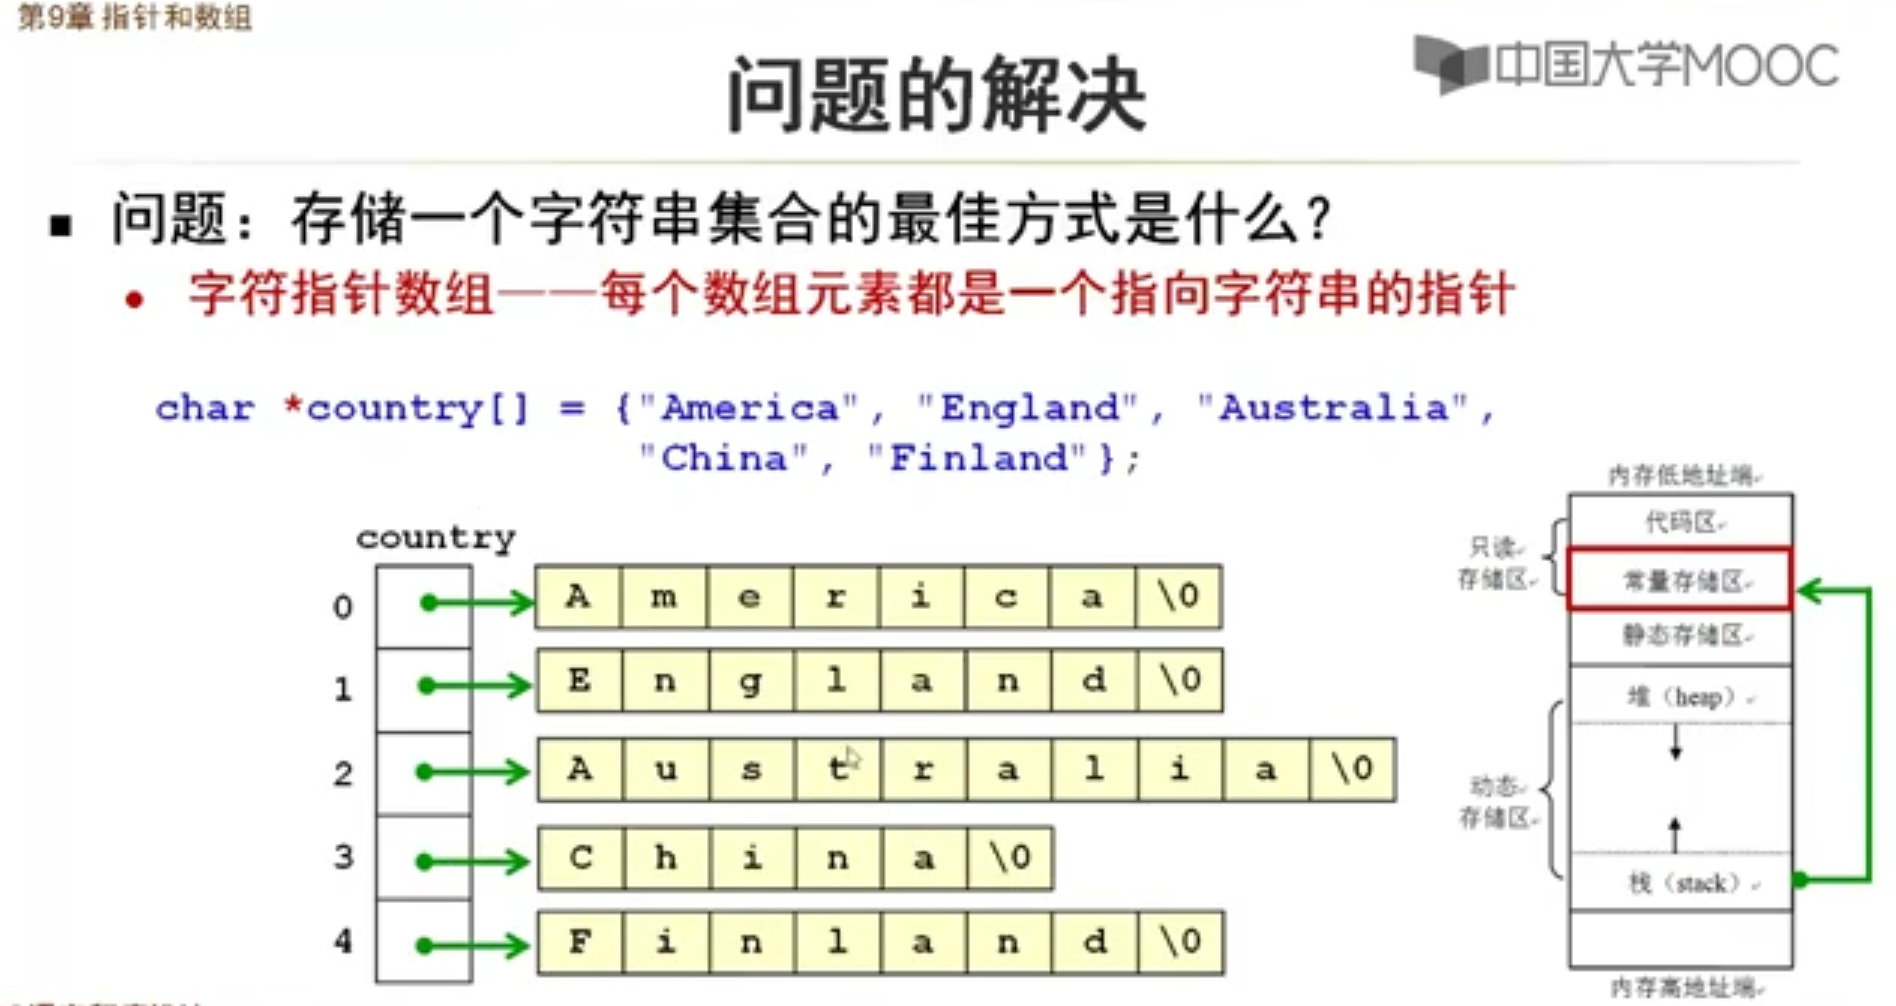 第9章 指针和数组
中国大学MOOC
问题的解决
■ 问题：存储一个字符串集合的最佳方式是什么？
• 字符指针数组——每个数组元素都是一个指向字符串的指针
char *country[] = {"America", "England", "Australia",
"China", "Finland"};
country
0 A m e r i c a \0
1 E n g l a n d \0
2 A u s t r a l i a \0
3 C h i n a \0
4 F i n l a n d \0
内存低地址端
代码区
只读
存储区
常量存储区
静态存储区
堆（heap）
动态
存储区
栈（stack）
内存高地址端